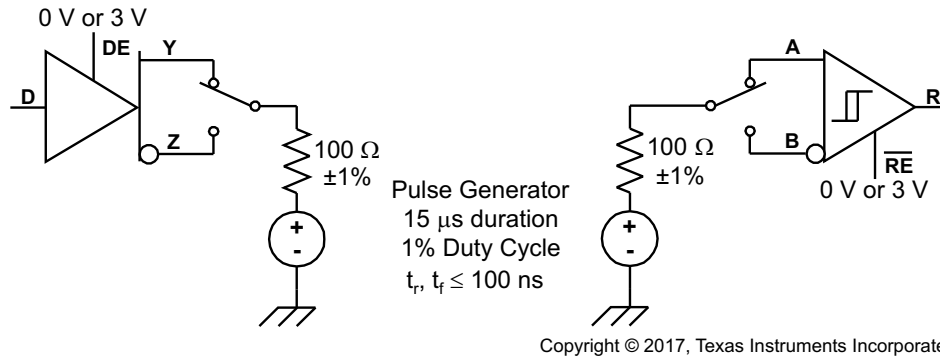 0 V or 3 V
DE
Y
D
Z
100 Ω
±1%
Pulse Generator
15 μs duration
1% Duty Cycle
tr, tf ≤ 100 ns
A
R
B
100 Ω
±1%
RE
0 V or 3 V
Copyright © 2017, Texas Instruments Incorporate